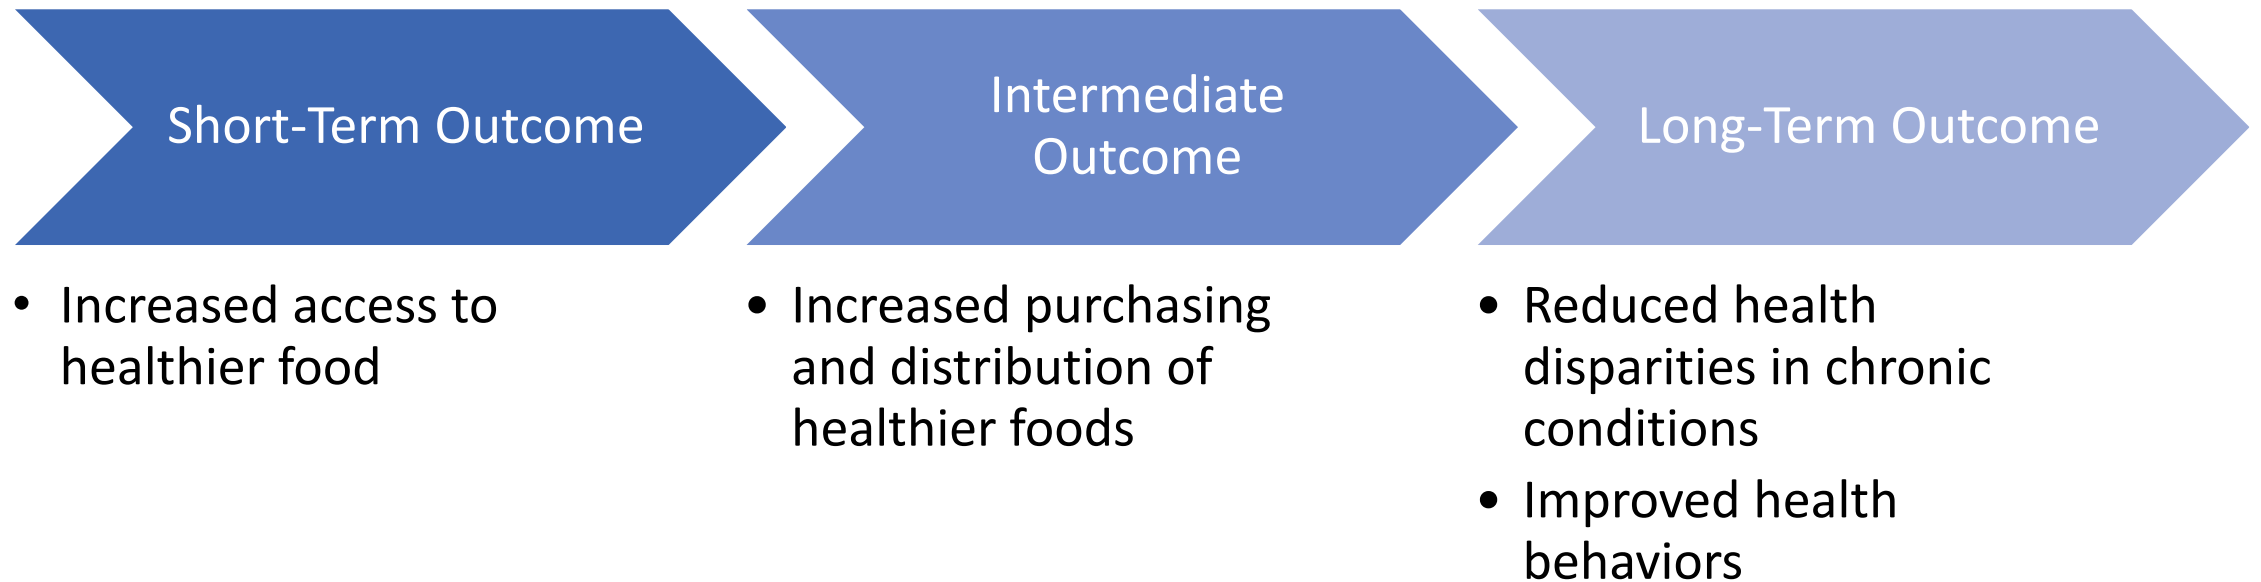 Short-Term Outcome
Intermediate
Outcome
Long-Term Outcome
• Increased access to
healthier food
• Increased purchasing
and distribution of
healthier foods
• Reduced health
disparities in chronic
conditions
• Improved health
behaviors